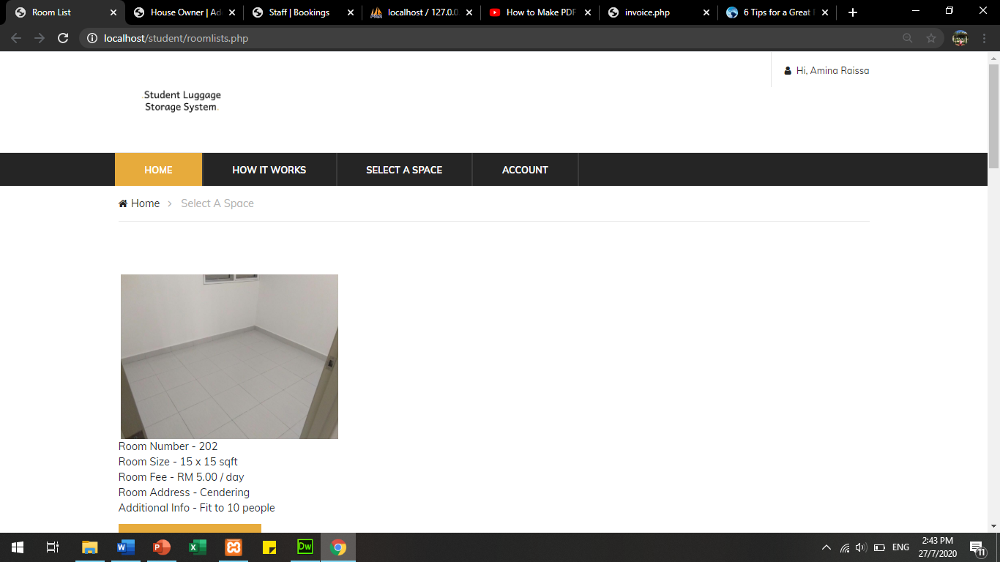 Room List
House Owner | Ad
Staff | Bookings
localhost / 127.0.0
How to Make PDF
invoice.php
6 Tips for a Great
localhost/student/roomlists.php
Hi, Amina Raissa
Student Luggage
Storage System
HOME
HOW IT WORKS
SELECT A SPACE
ACCOUNT
Home > Select A Space
Room Number - 202
Room Size - 15 x 15 sqft
Room Fee - RM 5.00 / day
Room Address - Cendering
Additional Info - Fit to 10 people
Dw
ENG
2:43 PM
27/7/2020
11